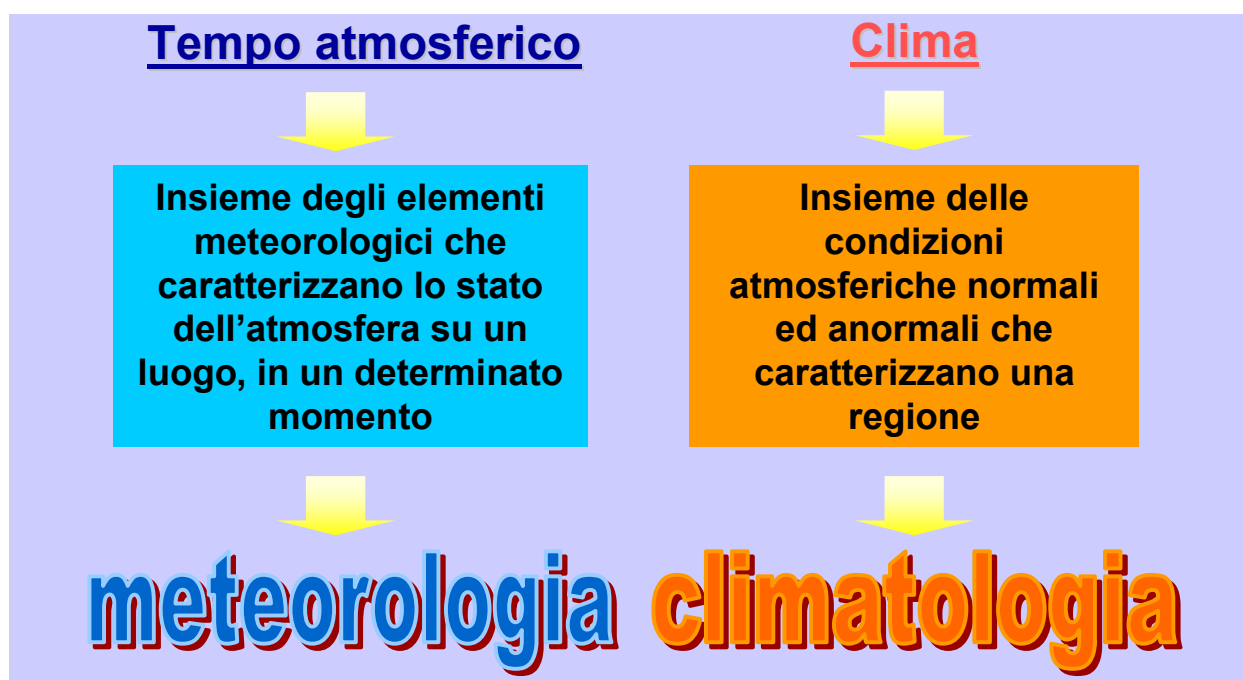 Tempo atmosferico
Clima
Insieme degli elementi
meteorologici che
caratterizzano lo stato
dell’atmosfera su un
luogo, in un determinato
momento
Insieme delle
condizioni
atmosferiche normali
ed anormali che
caratterizzano una
regione
meteorologia
climatologia